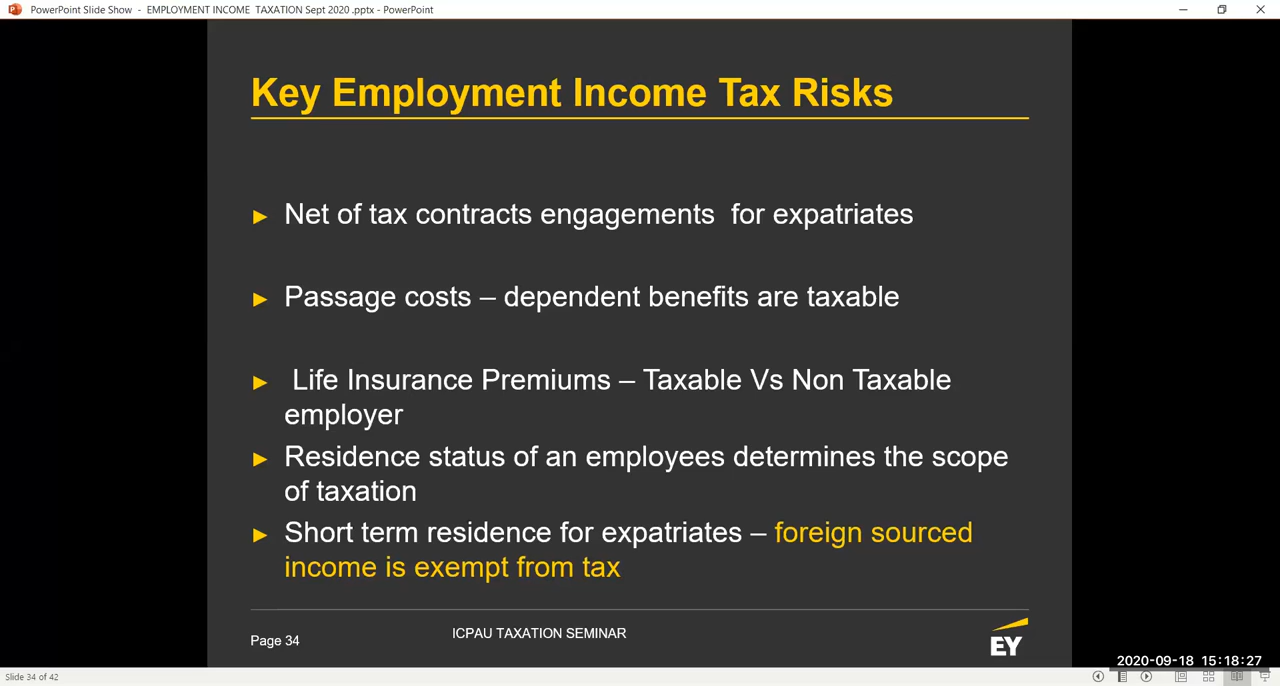 PowerPoint Slide Show - EMPLOYMENT INCOME TAXATION Sept 2020 .pptx - PowerPoint
Key Employment Income Tax Risks
► Net of tax contracts engagements for expatriates
► Passage costs – dependent benefits are taxable
► Life Insurance Premiums – Taxable Vs Non Taxable
employer
► Residence status of an employees determines the scope
of taxation
► Short term residence for expatriates – foreign sourced
income is exempt from tax
Page 34
ICPAU TAXATION SEMINAR
EY
2020-09-18 15:18:27
Slide 34 of 42